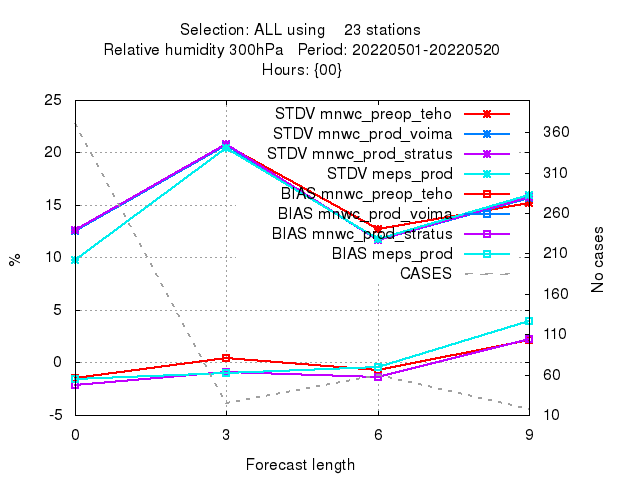 Selection: ALL using 23 stations
Relative humidity 300hPa Period: 20220501-20220520
Hours: {00}
25
20
15
10
5
0
-5
%
STDV mnwc_preop_teho
STDV mnwc_prod_voima
STDV mnwc_prod_stratus
STDV meps_prod
BIAS mnwc_preop_teho
BIAS mnwc_prod_voima
BIAS mnwc_prod_stratus
BIAS meps_prod
CASES
360
310
260
210
160
110
60
10
No cases
0 3 6 9
Forecast length